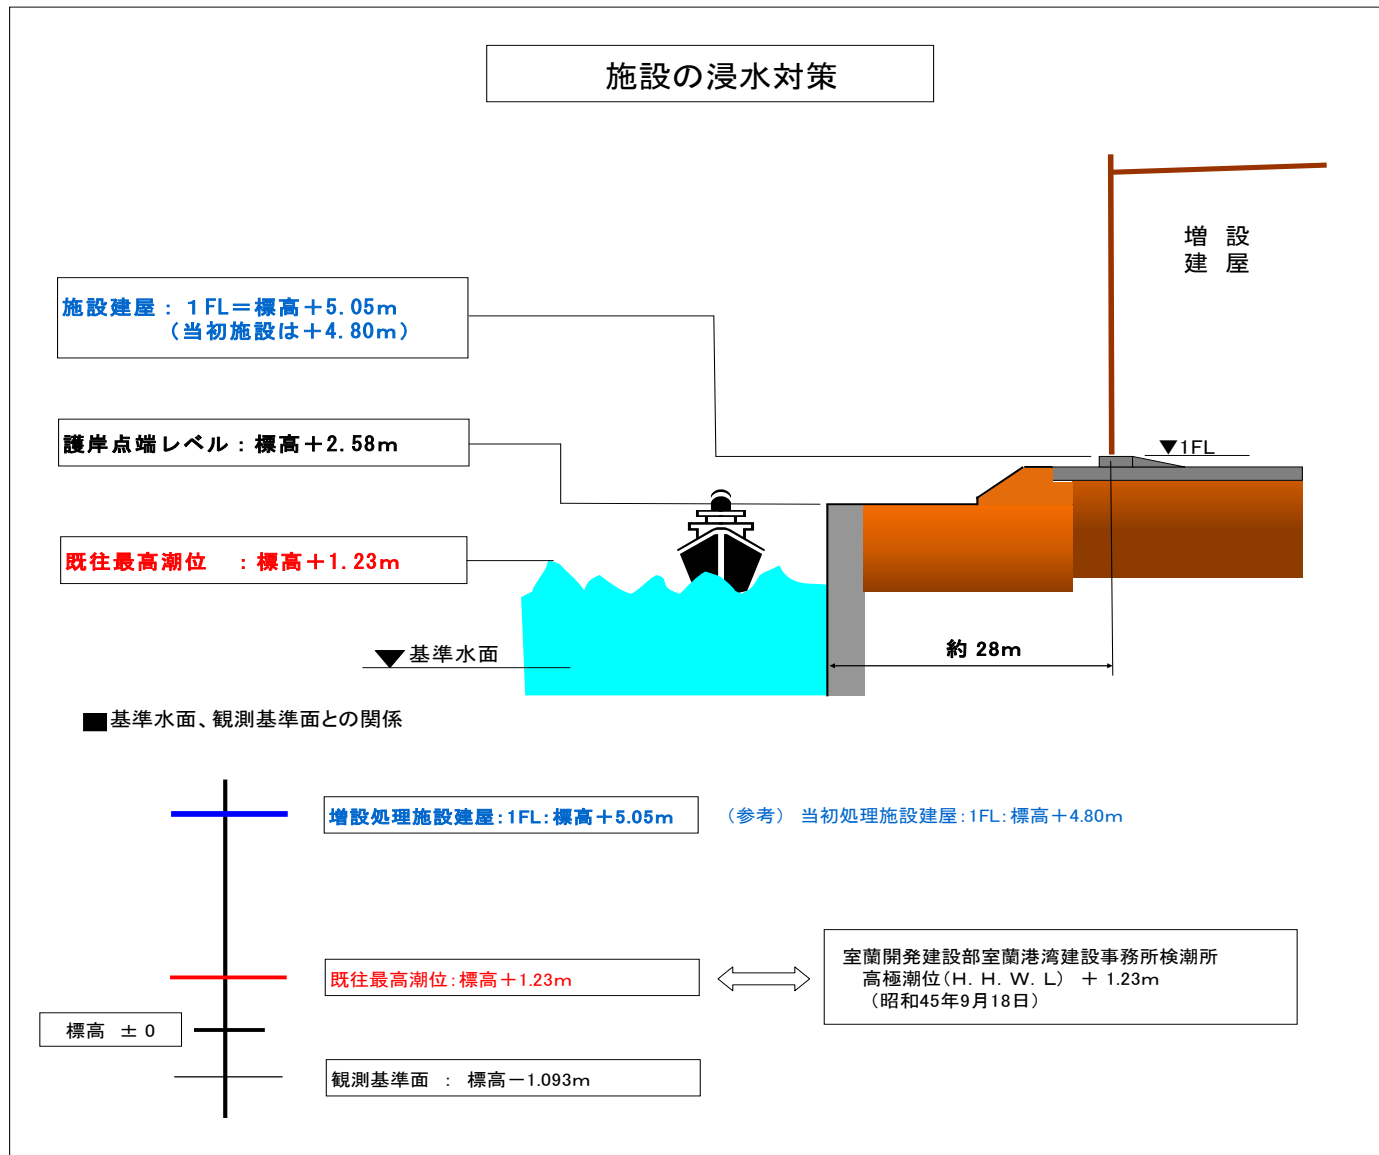 施設の浸水対策
増 設
建 屋
施設建屋：１FL＝標高＋5.05m
（当初施設は＋4.80m）
護岸点端レベル：標高＋2.58m
▼1FL
既往最高潮位　：標高＋1.23m
約 28m
▼基準水面
■基準水面、観測基準面との関係
増設処理施設建屋：1FL：標高＋5.05m
（参考）　当初処理施設建屋：1FL：標高＋4.80m
室蘭開発建設部室蘭港湾建設事務所検潮所
高極潮位（H．H．W．L）　＋ 1.23m
（昭和45年9月18日）
既往最高潮位：標高＋1.23m
標高　± 0
観測基準面　：　標高－1.093m